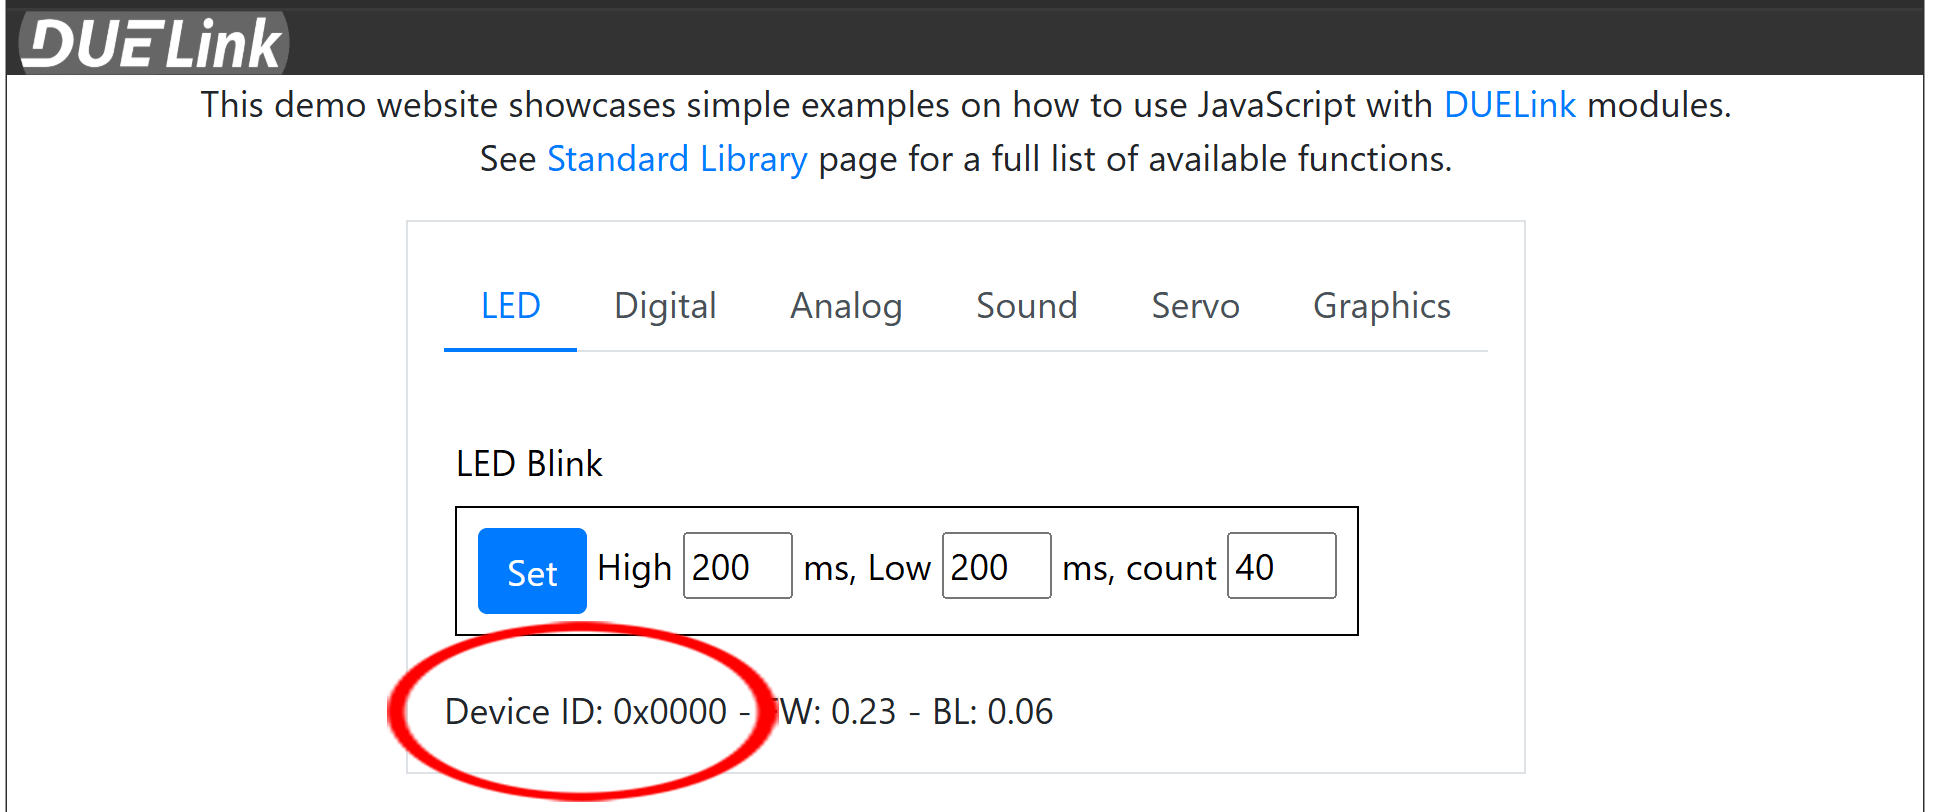 DUELink
This demo website showcases simple examples on how to use JavaScript with DUELink modules.
See Standard Library page for a full list of available functions.
LED Digital Analog Sound Servo Graphics
LED Blink
Set High 200 ms, Low 200 ms, count 40
Device ID: 0x0000 - FW: 0.23 - BL: 0.06